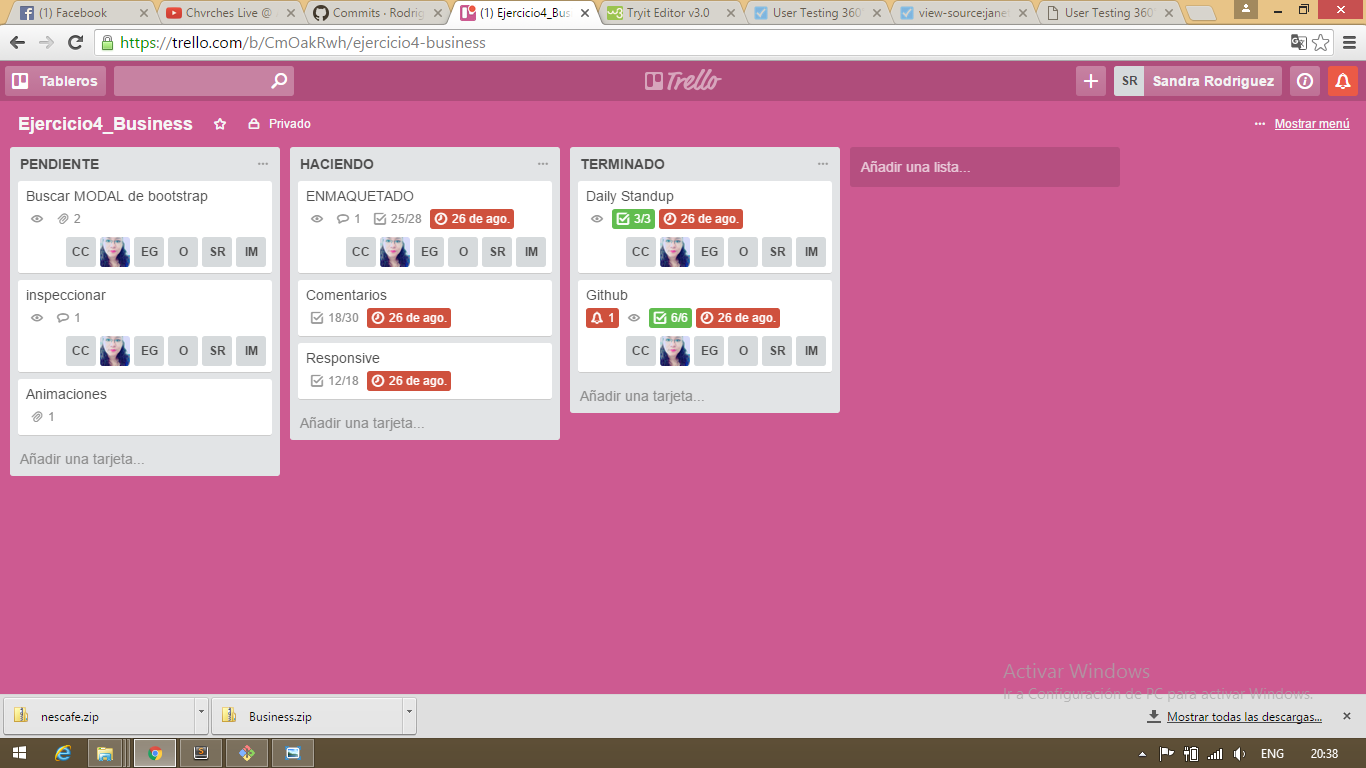 (1) Facebook
Chvrches Live @
Commits · Rodrig
(1) Ejercicio4_Bus
Tryit Editor v3.0
User Testing 360°
view-source:jane
User Testing 360°
https://trello.com/b/CmOakRwh/ejercicio4-business
Tableros
Trello
SR Sandra Rodriguez
Ejercicio4_Business
Privado
Mostrar menú
PENDIENTE
Buscar MODAL de bootstrap
2
CC EG O SR IM
inspeccionar
1
CC EG O SR IM
Animaciones
1
Añadir una tarjeta...
HACIENDO
ENMAQUETADO
1 25/28 26 de ago.
CC EG O SR IM
Comentarios
18/30 26 de ago.
Responsive
12/18 26 de ago.
Añadir una tarjeta...
TERMINADO
Daily Standup
3/3 26 de ago.
CC EG O SR IM
Github
1 6/6 26 de ago.
CC EG O SR IM
Añadir una tarjeta...
Añadir una lista...
Activar Windows
Ir a Configuración de PC para activar Windows.
nescafe.zip
Business.zip
Mostrar todas las descargas...
ENG
20:38